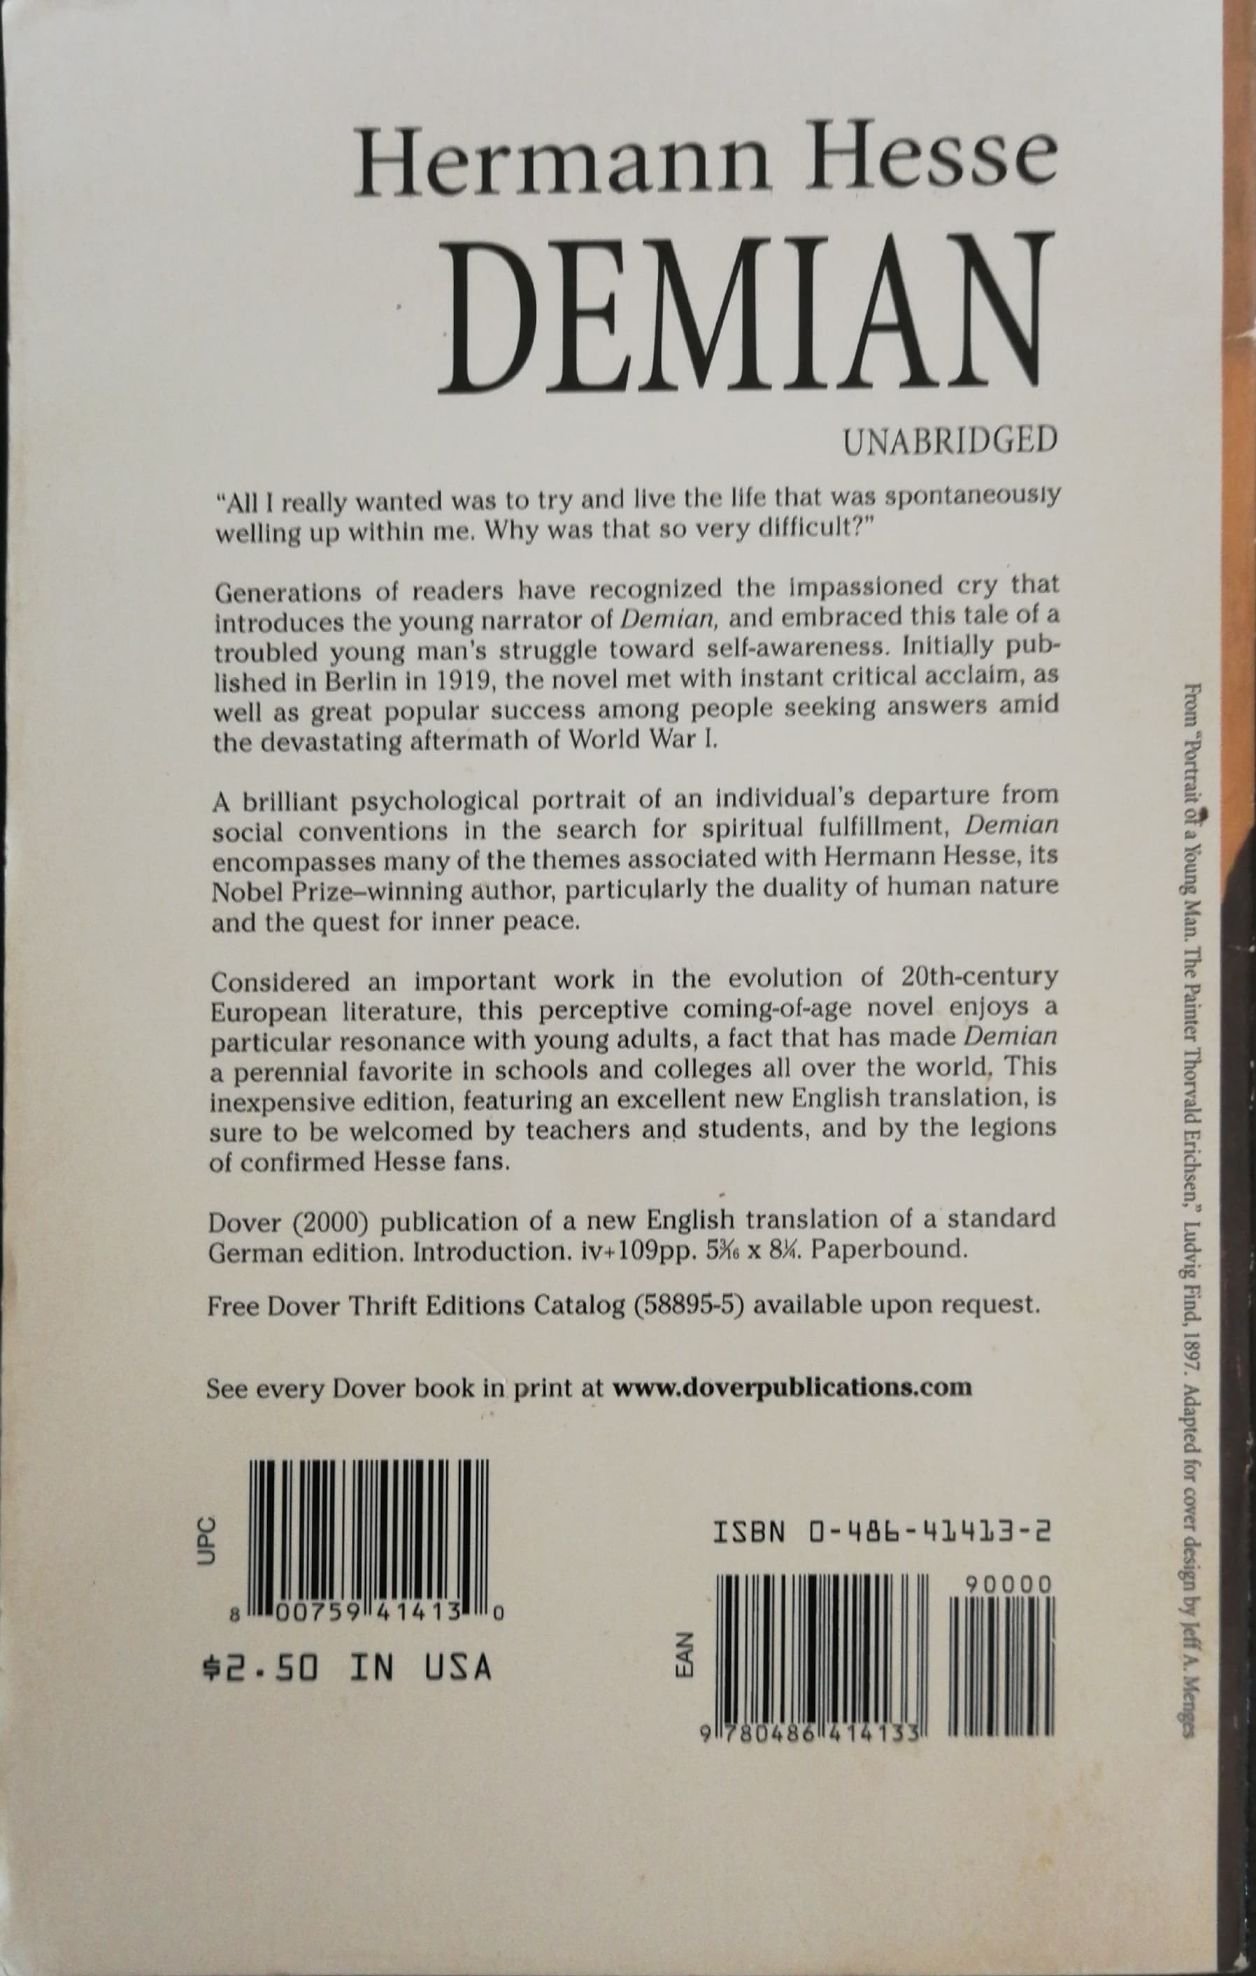 Hermann Hesse
DEMIAN
UNABRIDGED
“All I really wanted was to try and live the life that was spontaneously
welling up within me. Why was that so very difficult?”
Generations of readers have recognized the impassioned cry that
introduces the young narrator of Demian, and embraced this tale of a
troubled young man's struggle toward self-awareness. Initially pub-
lished in Berlin in 1919, the novel met with instant critical acclaim, as
well as great popular success among people seeking answers amid
the devastating aftermath of World War I.
A brilliant psychological portrait of an individual's departure from
social conventions in the search for spiritual fulfillment, Demian
encompasses many of the themes associated with Hermann Hesse, its
Nobel Prize–winning author, particularly the duality of human nature
and the quest for inner peace.
Considered an important work in the evolution of 20th-century
European literature, this perceptive coming-of-age novel enjoys a
particular resonance with young adults, a fact that has made Demian
a perennial favorite in schools and colleges all over the world. This
inexpensive edition, featuring an excellent new English translation, is
sure to be welcomed by teachers and students, and by the legions
of confirmed Hesse fans.
Dover (2000) publication of a new English translation of a standard
German edition. Introduction. iv+109pp. 5³⁄₁₆ x 8¼. Paperbound.
Free Dover Thrift Editions Catalog (58895-5) available upon request.
See every Dover book in print at www.doverpublications.com
UPC
8 00759 41413 0
$2.50 IN USA
ISBN 0-486-41413-2
90000
EAN
9 780486 414133
From “Portrait of a Young Man. The Painter Thorvald Erichsen,” Ludvig Find, 1897. Adapted for cover design by Jeff A. Menges